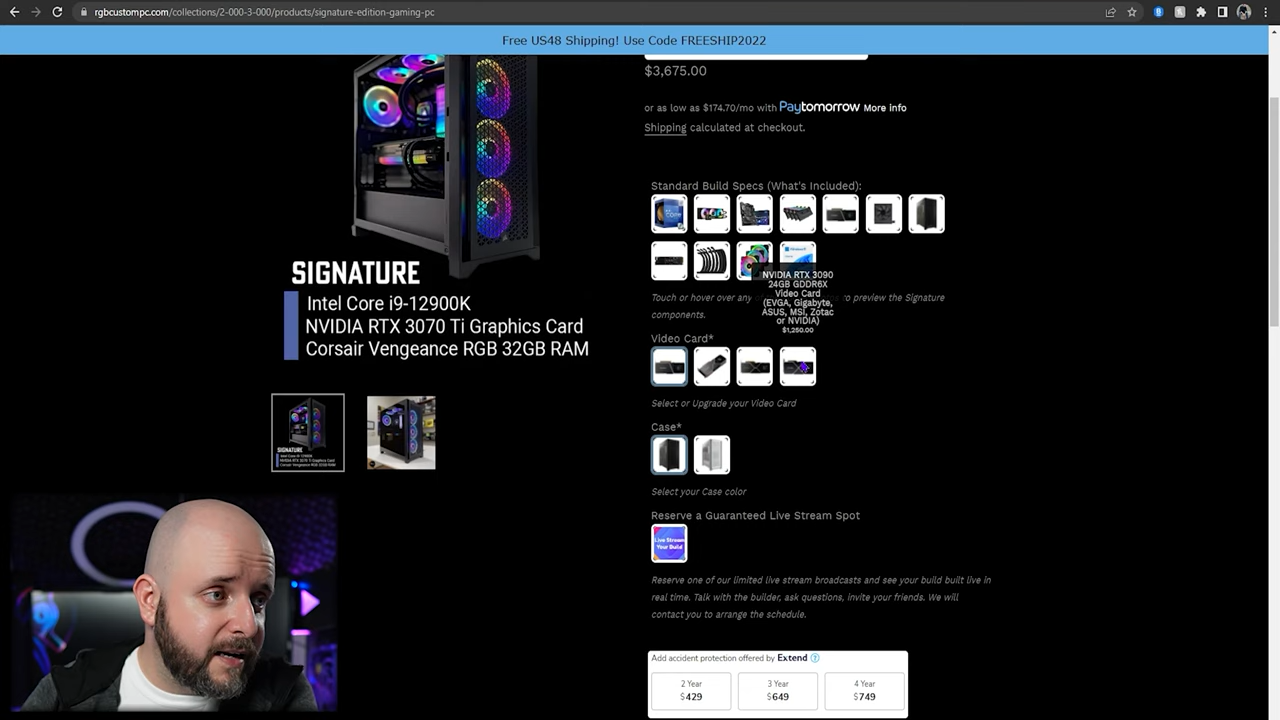 rgbcustompc.com/collections/2-000-3-000/products/signature-edition-gaming-pc
Free US48 Shipping! Use Code FREESHIP2022
$3,675.00
or as low as $174.70/mo with Paytomorrow More info
Shipping calculated at checkout.
Standard Build Specs (What's Included):
NVIDIA RTX 3090
24GB GDDR6X
Video Card
(EVGA, Gigabyte,
ASUS, MSI, Zotac
or NVIDIA)
$1,250.00
Touch or hover over any to preview the Signature
components.
Video Card*
Select or Upgrade your Video Card
Case*
Select your Case color
Reserve a Guaranteed Live Stream Spot
Live Stream
Your Build
Reserve one of our limited live stream broadcasts and see your build built live in
real time. Talk with the builder, ask questions, invite your friends. We will
contact you to arrange the schedule.
Add accident protection offered by Extend
2 Year
$429
3 Year
$649
4 Year
$749
SIGNATURE
Intel Core i9-12900K
NVIDIA RTX 3070 Ti Graphics Card
Corsair Vengeance RGB 32GB RAM